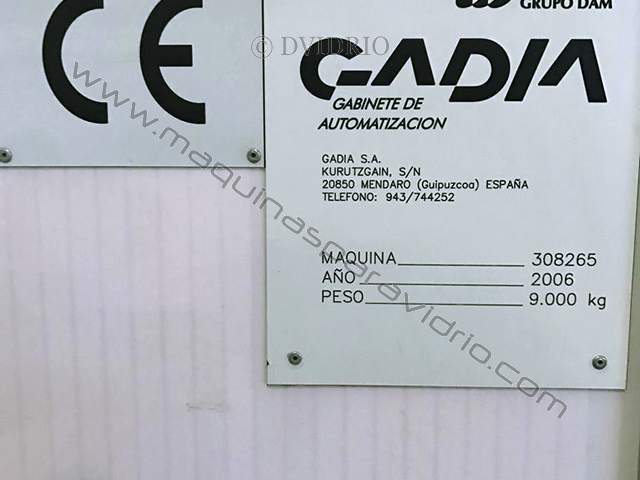 GRUPO DAM
© DVIDRIO
CE
GADIA
GABINETE DE
AUTOMATIZACION
GADIA S.A.
KURUTZGAIN, S/N
20850 MENDARO (Guipuzcoa) ESPAÑA
TELEFONO: 943/744252
MAQUINA 308265
AÑO 2006
PESO 9.000 kg
www.maquinasparavidrio.com